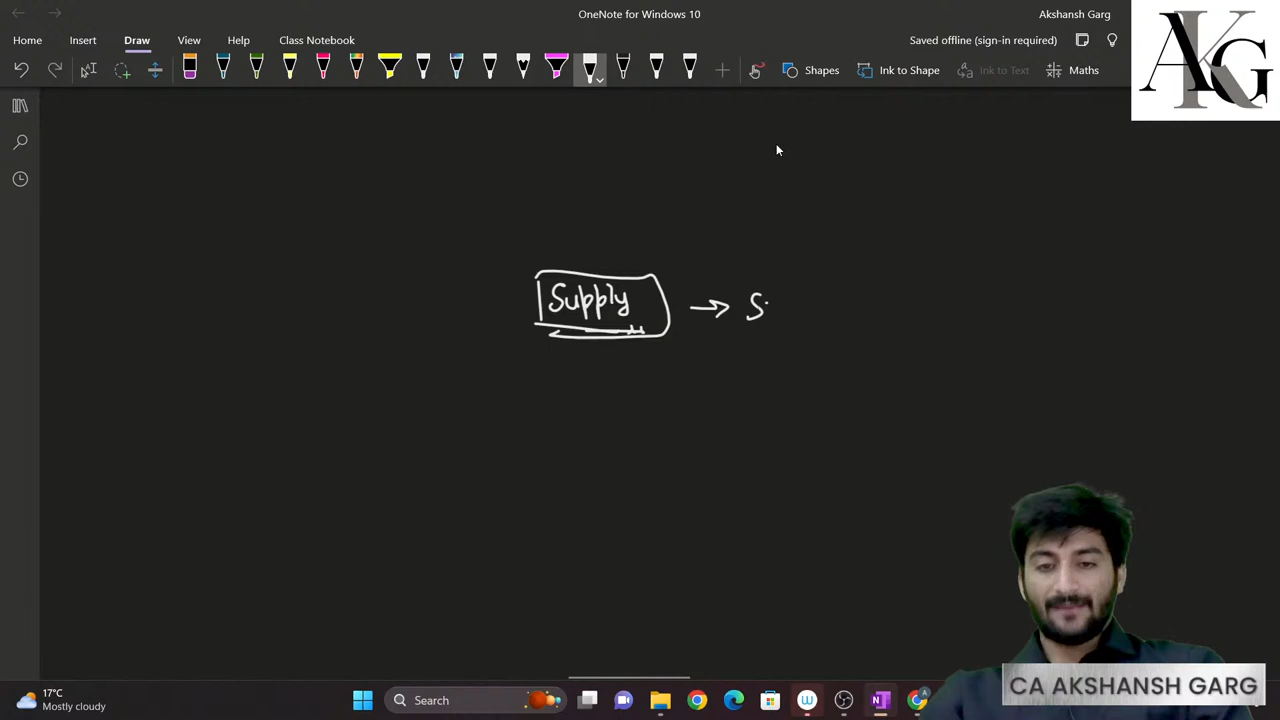 OneNote for Windows 10
Akshansh Garg
Home Insert Draw View Help Class Notebook
Saved offline (sign-in required)
Shapes Ink to Shape Ink to Text Maths
AKG
Supply → S
17°C
Mostly cloudy
Search
CA AKSHANSH GARG